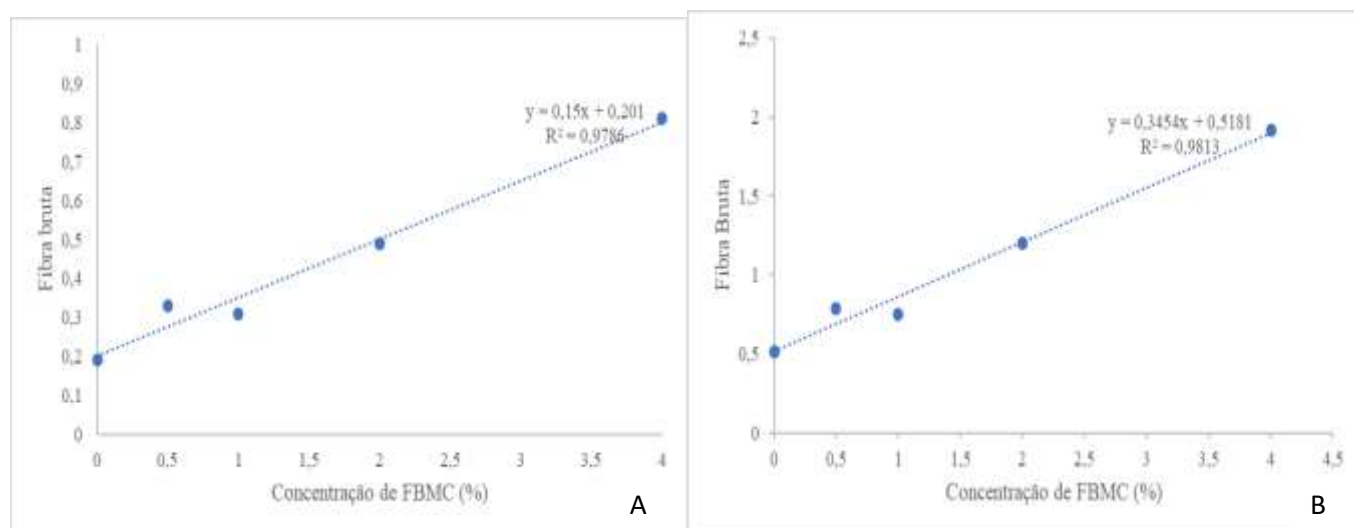 1
0,9
0,8
0,7
0,6
0,5
0,4
0,3
0,2
0,1
0
Fibra bruta
y = 0,15x + 0,201
R² = 0,9786
0 0,5 1 1,5 2 2,5 3 3,5 4
Concentração de FBMC (%)
A
2,5
2
1,5
1
0,5
0
Fibra Bruta
y = 0,3454x + 0,5181
R² = 0,9813
0 0,5 1 1,5 2 2,5 3 3,5 4 4,5
Concentração de FBMC (%)
B